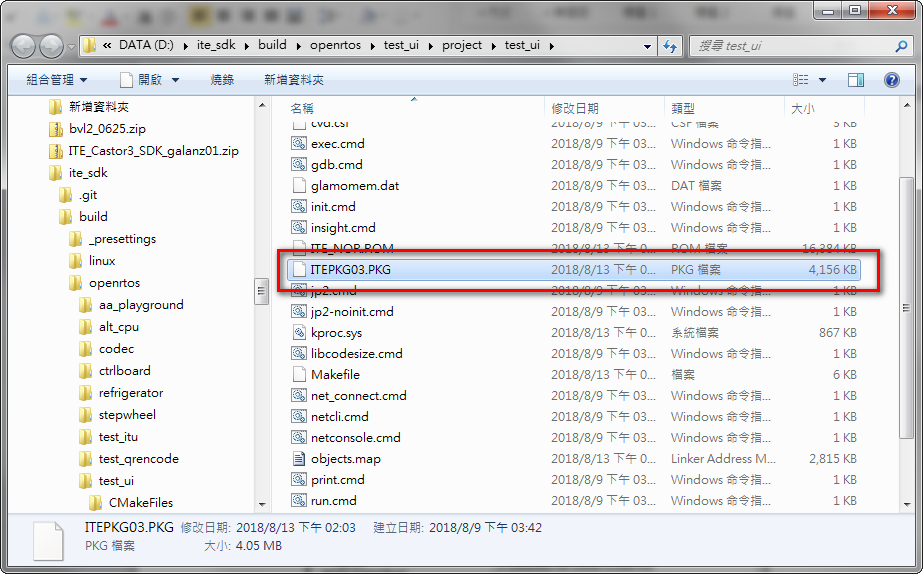 « DATA (D:) ▸ ite_sdk ▸ build ▸ openrtos ▸ test_ui ▸ project ▸ test_ui ▸ 搜尋 test_ui
組合管理 ▼ 開啟 ▼ 燒錄 新增資料夾
新增資料夾
bvl2_0625.zip
ITE_Castor3_SDK_galanz01.zip
ite_sdk
.git
build
_presettings
linux
openrtos
aa_playground
alt_cpu
codec
ctrlboard
refrigerator
stepwheel
test_itu
test_qrencode
test_ui
CMakeFiles
名稱 修改日期 類型 大小
cvd.csf 2018/8/9 下午 03... CSF 檔案 3 KB
exec.cmd 2018/8/9 下午 03... Windows 命令指... 1 KB
gdb.cmd 2018/8/9 下午 03... Windows 命令指... 1 KB
glamomem.dat 2018/8/9 下午 03... DAT 檔案 1 KB
init.cmd 2018/8/9 下午 03... Windows 命令指... 1 KB
insight.cmd 2018/8/9 下午 03... Windows 命令指... 1 KB
ITE_NOR.ROM 2018/8/13 下午 0... ROM 檔案 16,384 KB
ITEPKG03.PKG 2018/8/13 下午 0... PKG 檔案 4,156 KB
jp2.cmd 2018/8/9 下午 03... Windows 命令指... 1 KB
jp2-noinit.cmd 2018/8/9 下午 03... Windows 命令指... 1 KB
kproc.sys 2018/8/13 下午 0... 系統檔案 867 KB
libcodesize.cmd 2018/8/9 下午 03... Windows 命令指... 1 KB
Makefile 2018/8/13 下午 0... 檔案 6 KB
net_connect.cmd 2018/8/9 下午 03... Windows 命令指... 1 KB
netcli.cmd 2018/8/9 下午 03... Windows 命令指... 1 KB
netconsole.cmd 2018/8/9 下午 03... Windows 命令指... 1 KB
objects.map 2018/8/13 下午 0... Linker Address M... 2,815 KB
print.cmd 2018/8/9 下午 03... Windows 命令指... 1 KB
run.cmd 2018/8/9 下午 03... Windows 命令指... 1 KB
ITEPKG03.PKG 修改日期: 2018/8/13 下午 02:03 建立日期: 2018/8/9 下午 03:42
PKG 檔案 大小: 4.05 MB